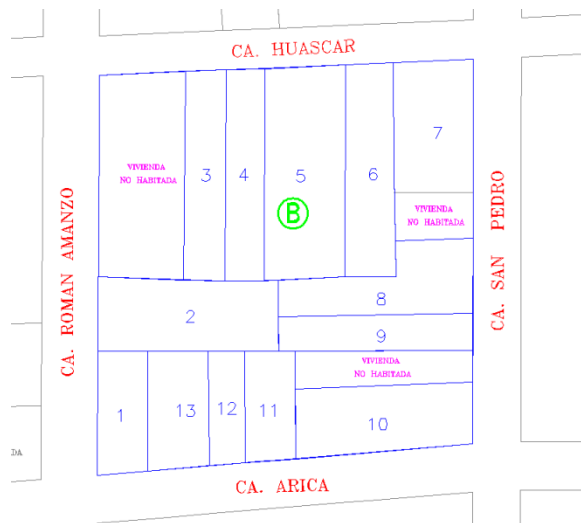 CA. HUASCAR
7
VIVIENDA
NO HABITADA
3
4
5
6
B
VIVIENDA
NO HABITADA
CA. ROMAN AMANZO
CA. SAN PEDRO
8
2
9
VIVIENDA
NO HABITADA
1
13
12
11
10
DA
CA. ARICA